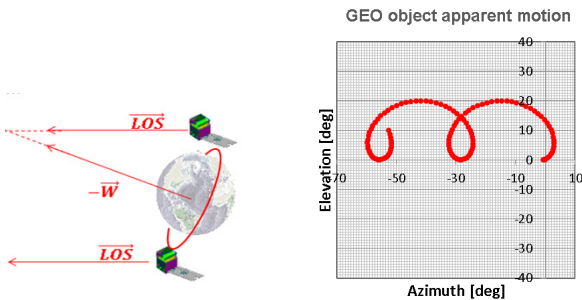 GEO object apparent motion
LOS
-W
LOS
Elevation [deg]
40
30
20
10
0
-10
-20
-30
-40
-70
-50
-30
-10
10
Azimuth [deg]